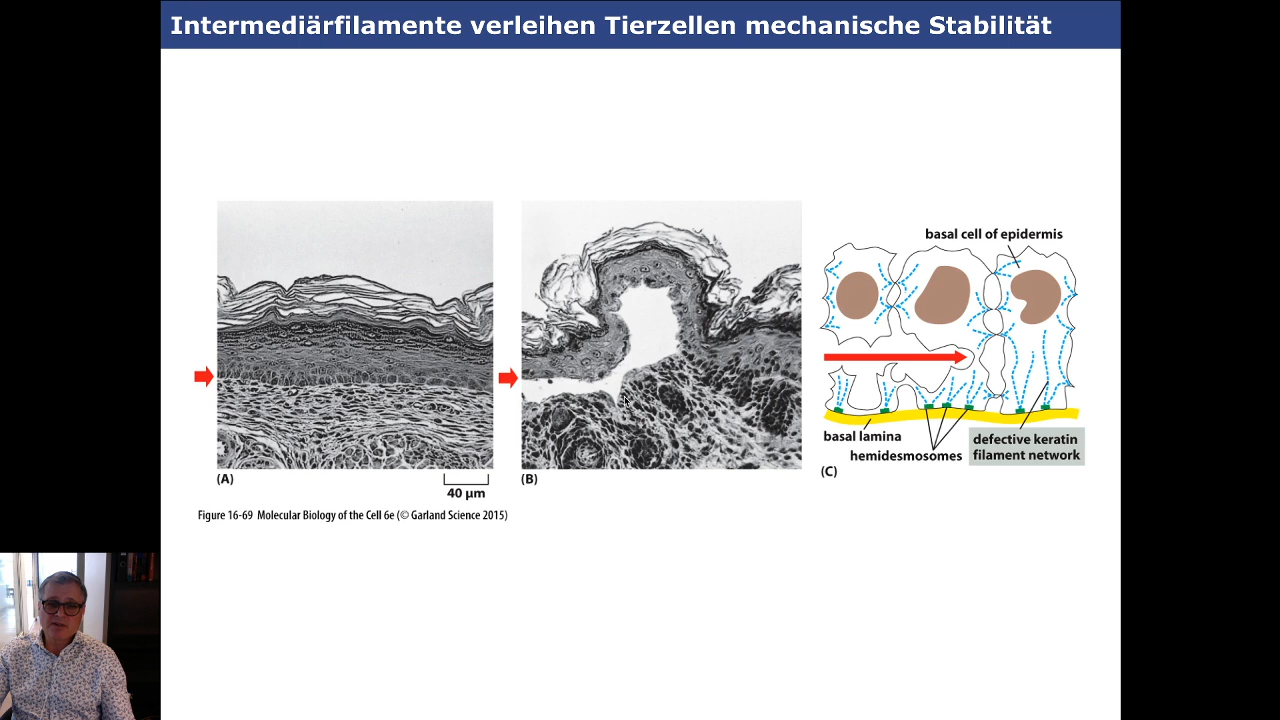 Intermediärfilamente verleihen Tierzellen mechanische Stabilität
basal cell of epidermis
basal lamina
hemidesmosomes
defective keratin
filament network
(A)
40 μm
(B)
(C)
Figure 16-69 Molecular Biology of the Cell 6e (© Garland Science 2015)